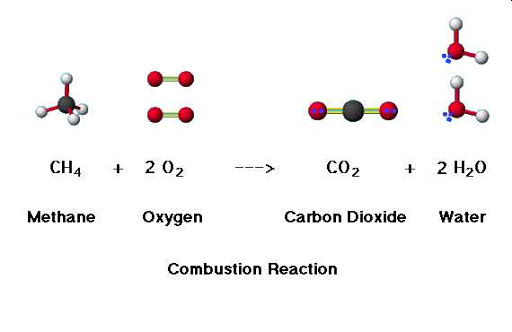 CH₄ + 2 O₂ ---> CO₂ + 2 H₂O
Methane Oxygen Carbon Dioxide Water
Combustion Reaction